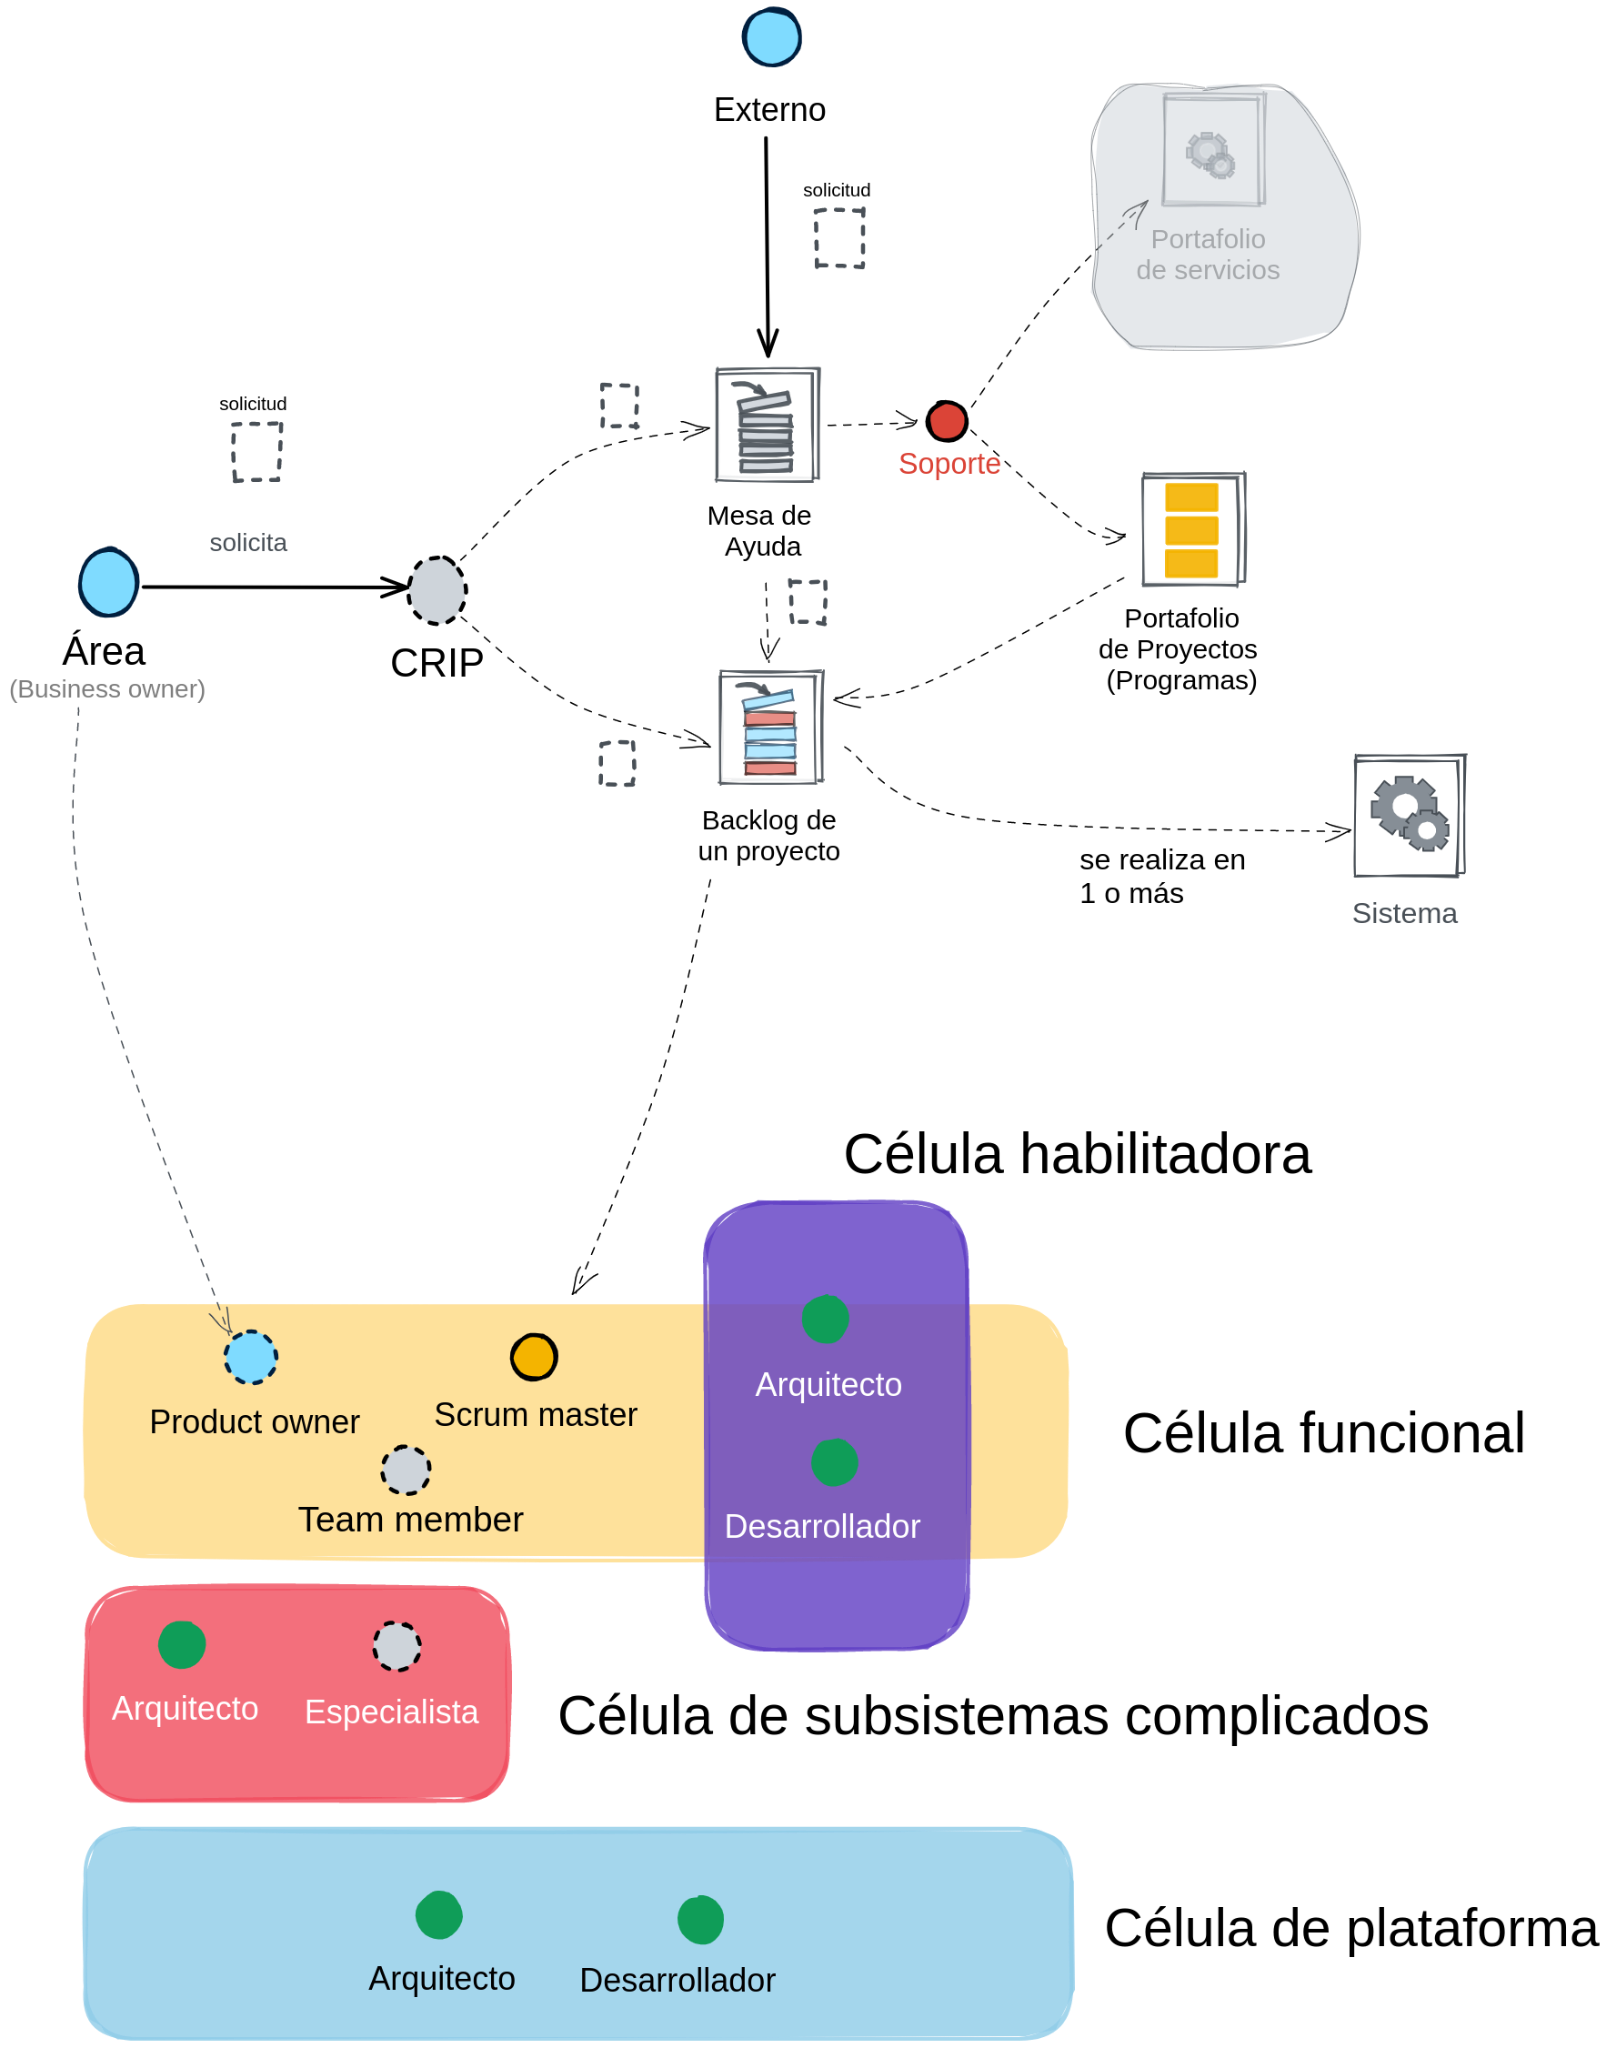 Externo
solicitud
Portafolio
de servicios
solicitud
Soporte
Mesa de
Ayuda
solicita
Área
(Business owner)
CRIP
Portafolio
de Proyectos
(Programas)
Backlog de
un proyecto
se realiza en
1 o más
Sistema
Célula habilitadora
Arquitecto
Product owner
Scrum master
Célula funcional
Team member
Desarrollador
Arquitecto
Especialista
Célula de subsistemas complicados
Célula de plataforma
Arquitecto
Desarrollador